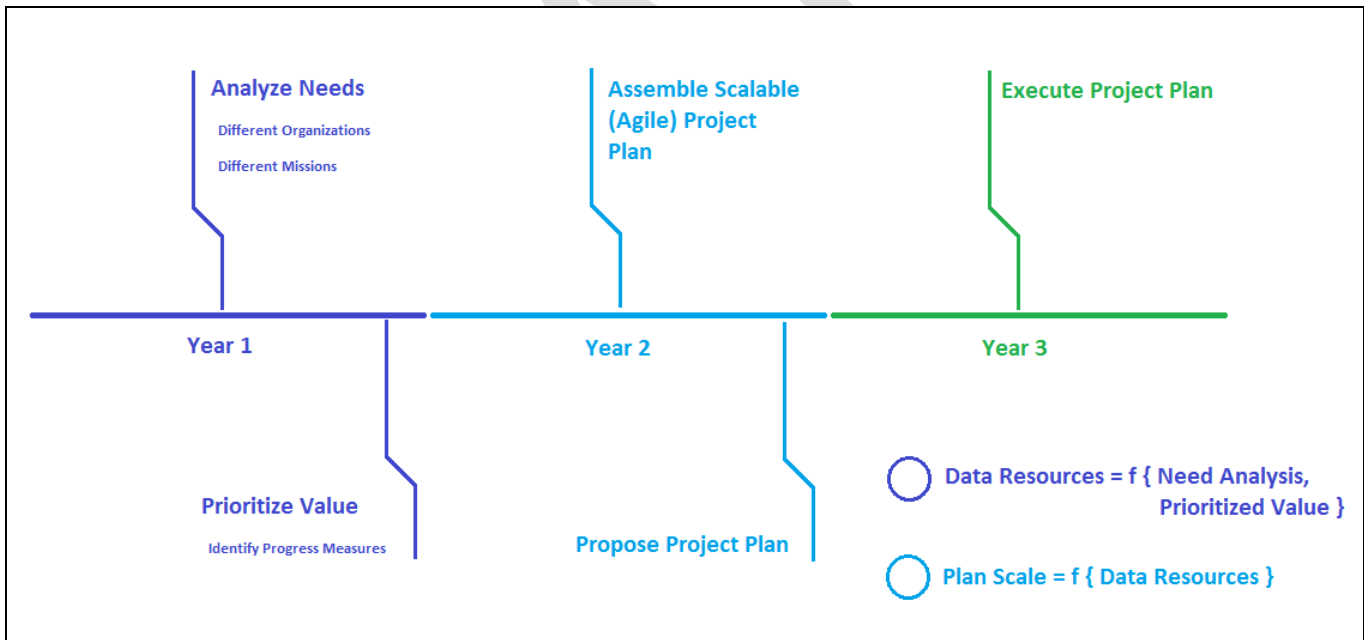 Analyze Needs
Different Organizations
Different Missions
Assemble Scalable
(Agile) Project
Plan
Execute Project Plan
Year 1
Year 2
Year 3
Prioritize Value
Identify Progress Measures
Propose Project Plan
Data Resources = f { Need Analysis,
Prioritized Value }
Plan Scale = f { Data Resources }